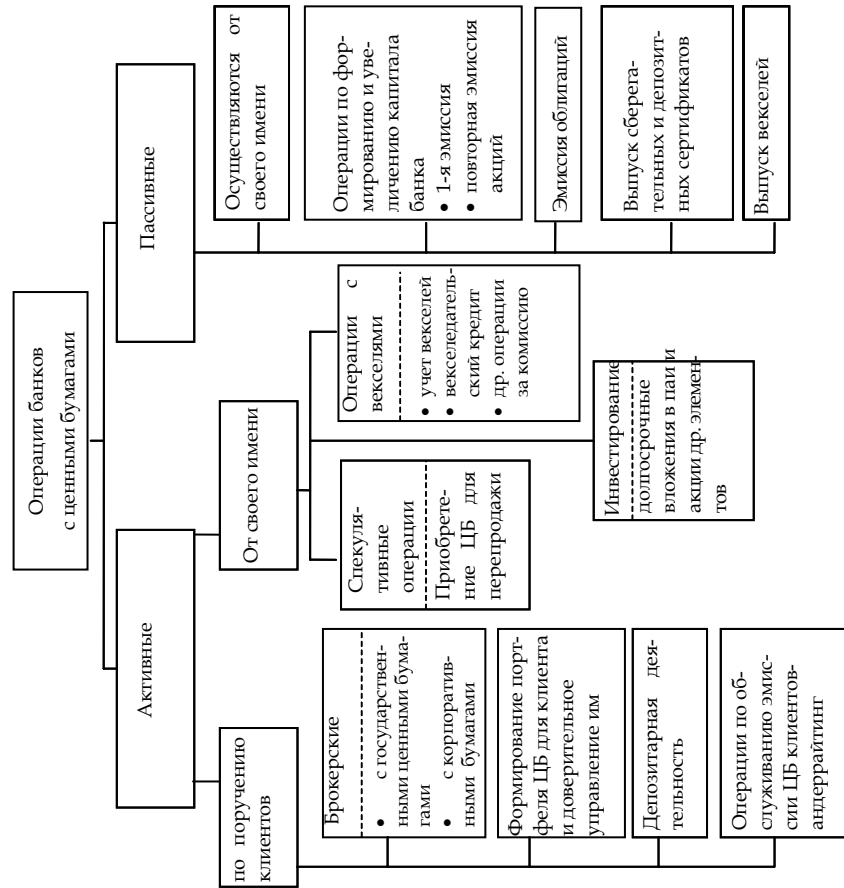 Операции банков
с ценными бумагами
Активные
Пассивные
по поручению
клиентов
Брокерские
• с государствен-
ными ценными бума-
гами
• с корпоратив-
ными бумагами
Формирование порт-
феля ЦБ для клиента
и доверительное
управление им
Депозитарная дея-
тельность
Операции по об-
служиванию эмис-
сии ЦБ клиентов-
андеррайтинг
От своего имени
Спекуля-
тивные
операции
Приобрете-
ние ЦБ для
перепродажи
Операции с
векселями
• учет векселей
• векселедатель-
ский кредит
• др. операции
за комиссию
Инвестирование
долгосрочные
вложения в паи и
акции др. элемен-
тов
Осуществляются от
своего имени
Операции по фор-
мированию и уве-
личению капитала
банка
• 1-я эмиссия
• повторная эмиссия
акций
Эмиссия облигаций
Выпуск сберега-
тельных и депозит-
ных сертификатов
Выпуск векселей